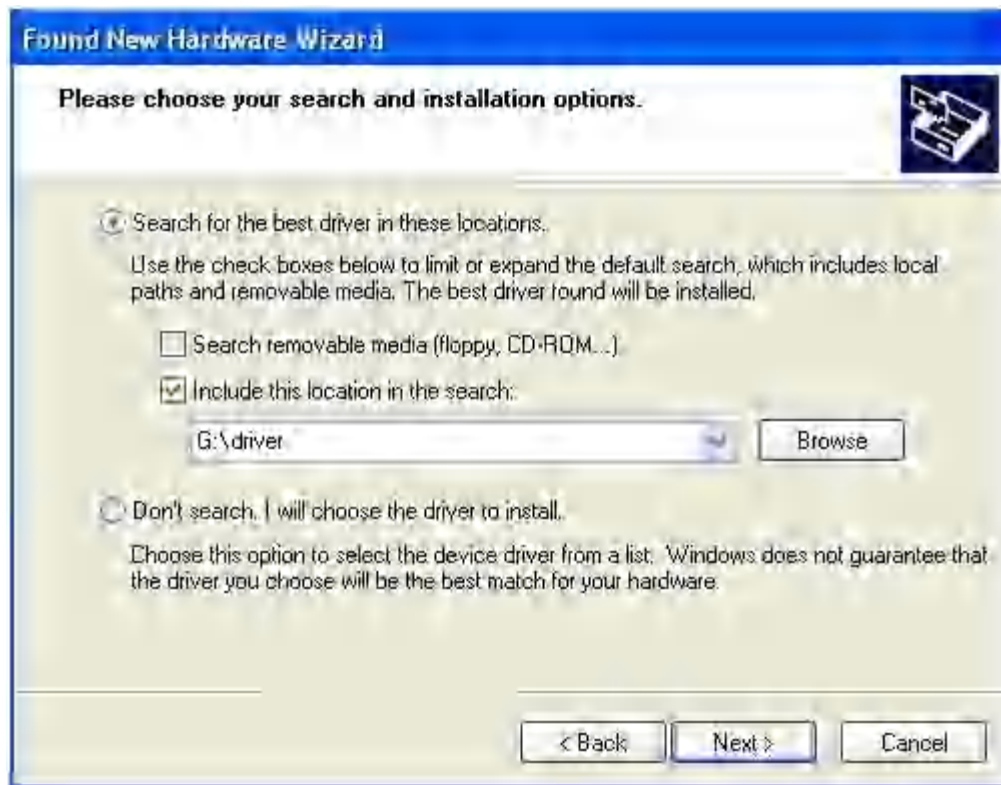 Found New Hardware Wizard
Please choose your search and installation options.
Search for the best driver in these locations.
Use the check boxes below to limit or expand the default search, which includes local
paths and removable media. The best driver found will be installed.
Search removable media (floppy, CD-ROM...)
Include this location in the search:
G:\driver
Browse
Don't search. I will choose the driver to install.
Choose this option to select the device driver from a list. Windows does not guarantee that
the driver you choose will be the best match for your hardware.
< Back
Next >
Cancel